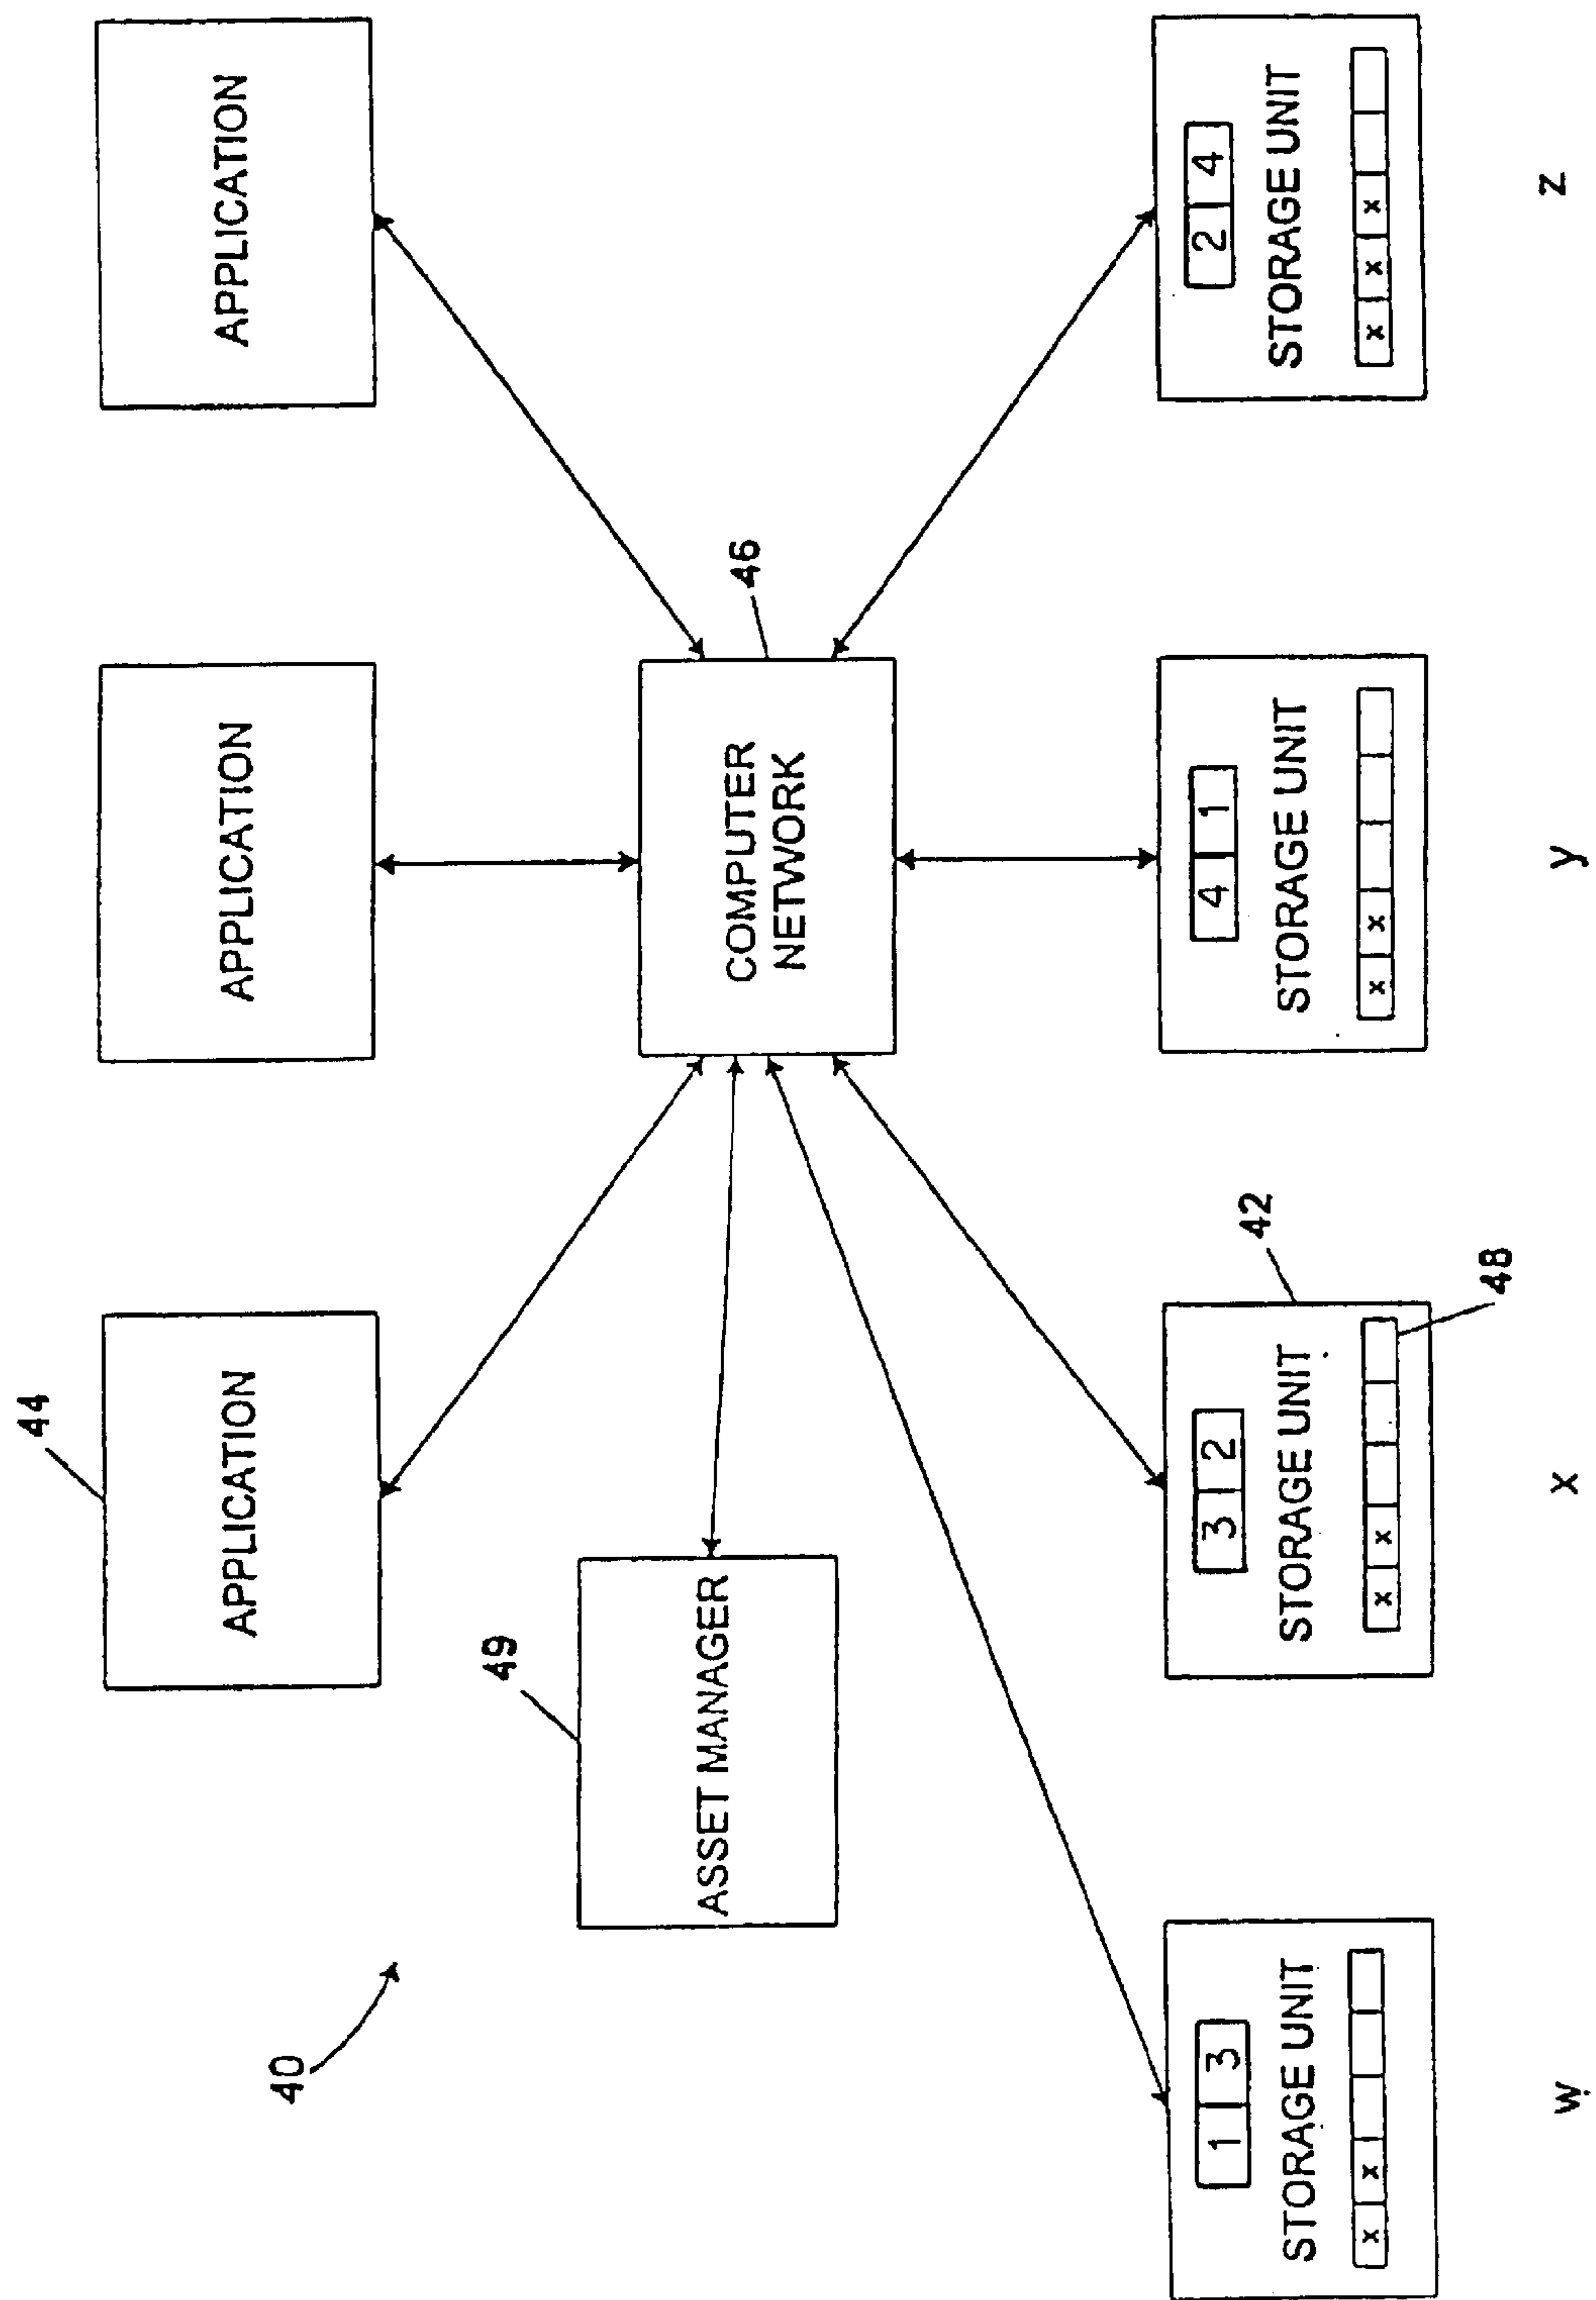 40
44
APPLICATION
APPLICATION
APPLICATION
49
ASSET MANAGER
COMPUTER
NETWORK
46
1 3
STORAGE UNIT
x x
w
3 2
STORAGE UNIT
x x
42
48
x
4 1
STORAGE UNIT
x x
y
2 4
STORAGE UNIT
x x x
z